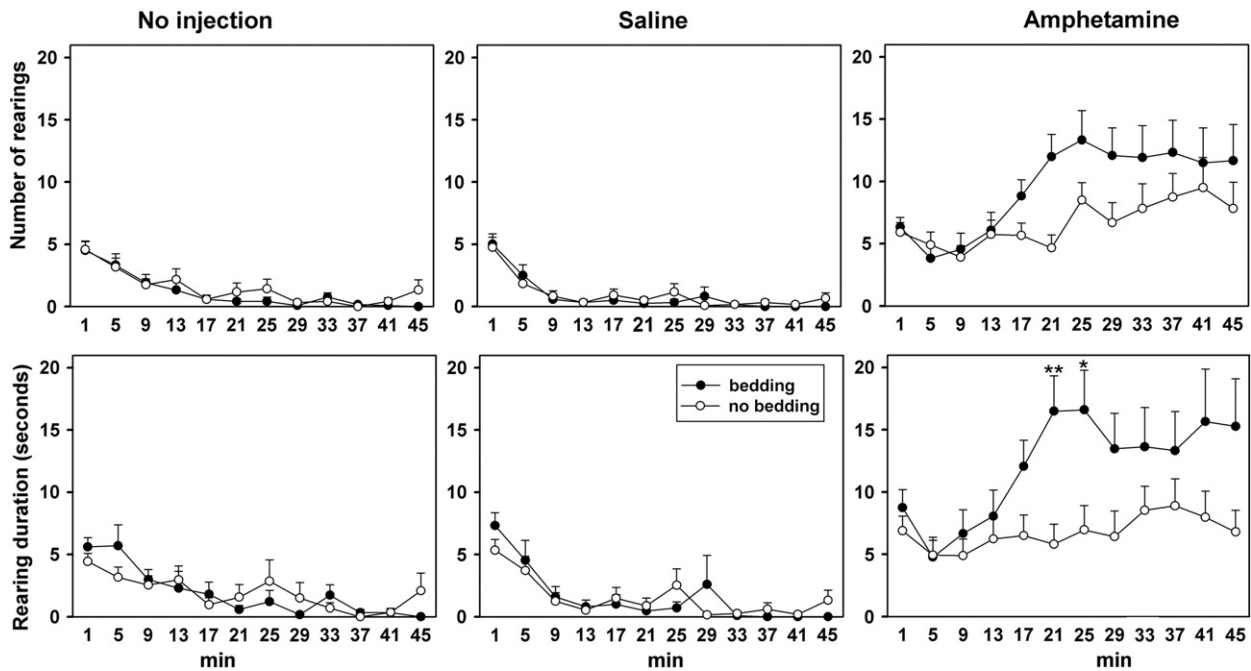 No injection Saline Amphetamine
Number of rearings
20 20 20
15 15 15
10 10 10
5 5 5
0 0 0
1 5 9 13 17 21 25 29 33 37 41 45 1 5 9 13 17 21 25 29 33 37 41 45 1 5 9 13 17 21 25 29 33 37 41 45
Rearing duration (seconds)
20 20 20
** *
bedding
no bedding
15 15 15
10 10 10
5 5 5
0 0 0
1 5 9 13 17 21 25 29 33 37 41 45 1 5 9 13 17 21 25 29 33 37 41 45 1 5 9 13 17 21 25 29 33 37 41 45
min min min